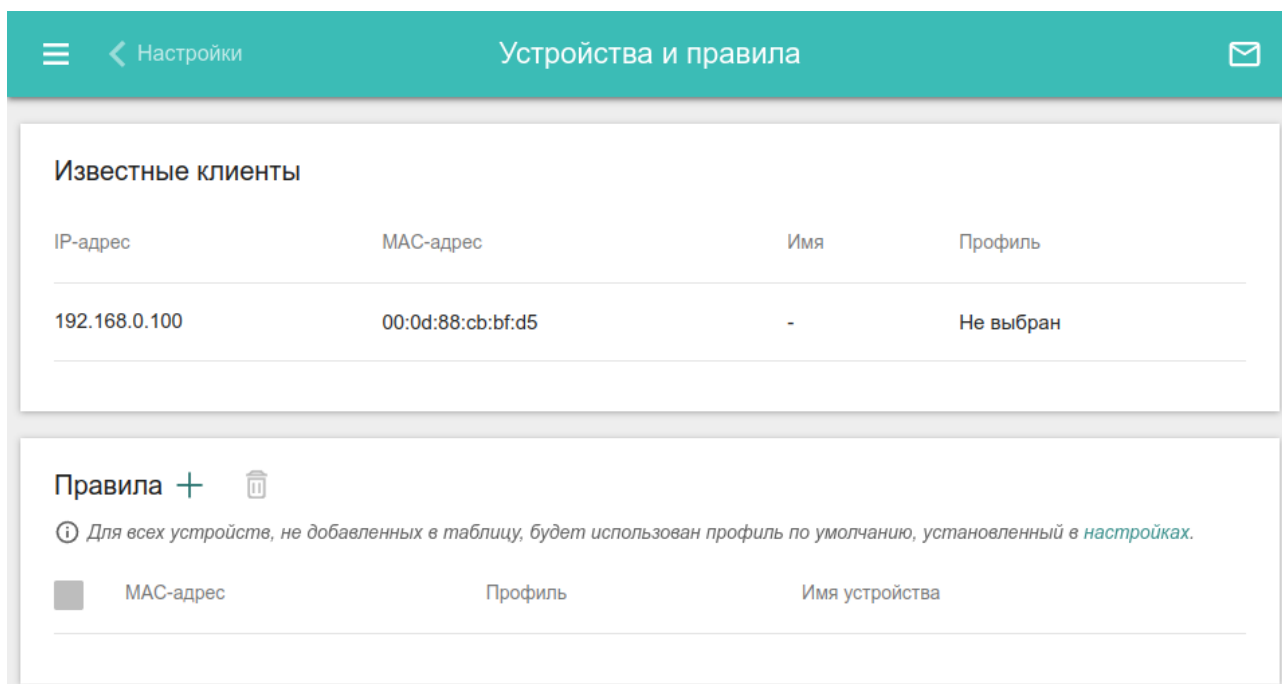 Настройки
Устройства и правила
Известные клиенты
IP-адрес MAC-адрес Имя Профиль
192.168.0.100 00:0d:88:cb:bf:d5 - Не выбран
Правила
Для всех устройств, не добавленных в таблицу, будет использован профиль по умолчанию, установленный в настройках.
MAC-адрес Профиль Имя устройства